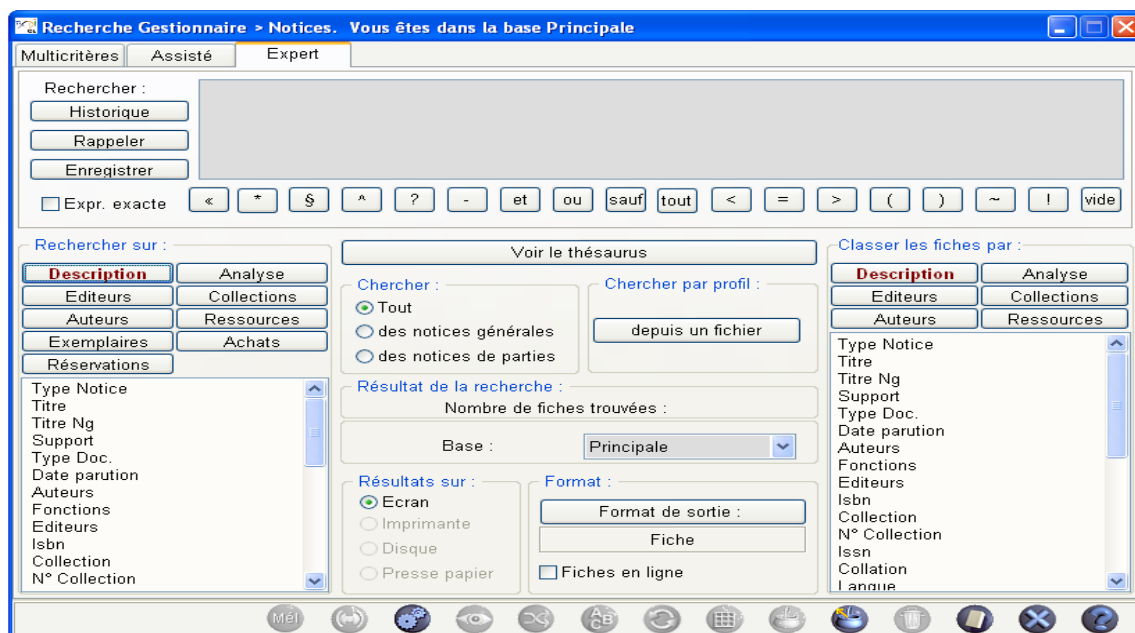 Recherche Gestionnaire > Notices. Vous êtes dans la base Principale
Multicritères Assisté Expert
Rechercher :
Historique
Rappeler
Enregistrer
Expr. exacte « * § ^ ? - et ou sauf tout < = > ( ) ~ ! vide
Rechercher sur :
Description Analyse
Editeurs Collections
Auteurs Ressources
Exemplaires Achats
Réservations
Type Notice
Titre
Titre Ng
Support
Type Doc.
Date parution
Auteurs
Fonctions
Editeurs
Isbn
Collection
N° Collection
Voir le thésaurus
Chercher :
Tout
des notices générales
des notices de parties
Chercher par profil :
depuis un fichier
Résultat de la recherche :
Nombre de fiches trouvées :
Base : Principale
Résultats sur :
Ecran
Imprimante
Disque
Presse papier
Format :
Format de sortie :
Fiche
Fiches en ligne
Classer les fiches par :
Description Analyse
Editeurs Collections
Auteurs Ressources
Type Notice
Titre
Titre Ng
Support
Type Doc.
Date parution
Auteurs
Fonctions
Editeurs
Isbn
Collection
N° Collection
Issn
Collation
Langue
Mél